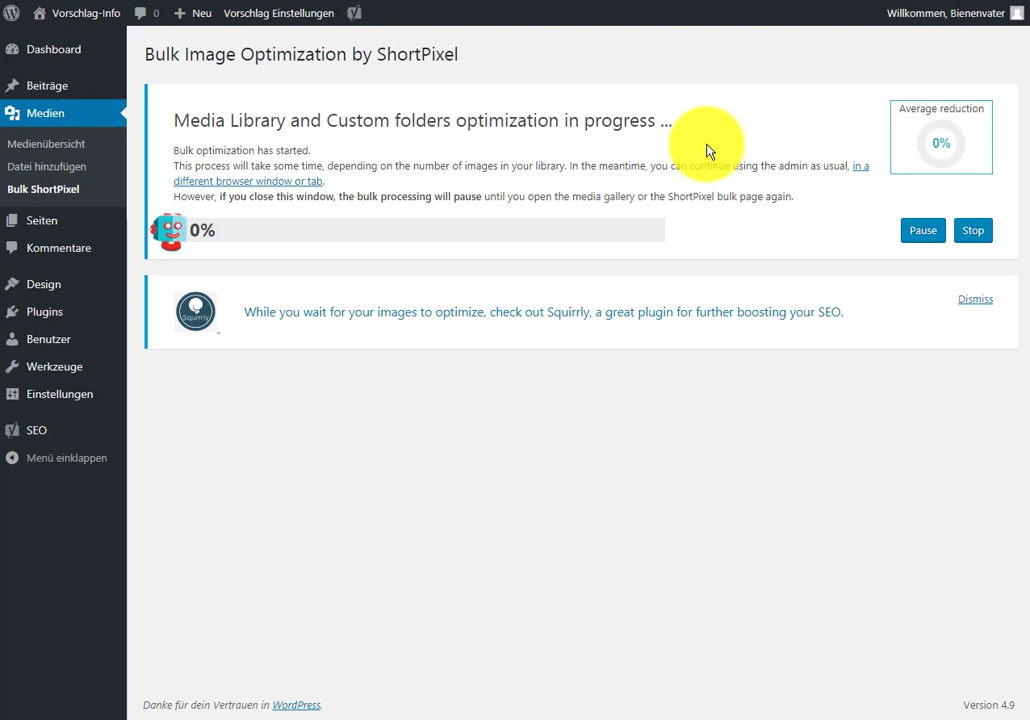 Vorschlag-Info 0 Neu Vorschlag Einstellungen Willkommen, Bienenvater
Dashboard
Beiträge
Medien
Medienübersicht
Datei hinzufügen
Bulk ShortPixel
Seiten
Kommentare
Design
Plugins
Benutzer
Werkzeuge
Einstellungen
SEO
Menü einklappen
Bulk Image Optimization by ShortPixel
Media Library and Custom folders optimization in progress ...
Bulk optimization has started.
This process will take some time, depending on the number of images in your library. In the meantime, you can continue using the admin as usual, in a
different browser window or tab.
However, if you close this window, the bulk processing will pause until you open the media gallery or the ShortPixel bulk page again.
Average reduction
0%
0%
Pause Stop
Squirrly
While you wait for your images to optimize, check out Squirrly, a great plugin for further boosting your SEO.
Dismiss
Danke für dein Vertrauen in WordPress. Version 4.9